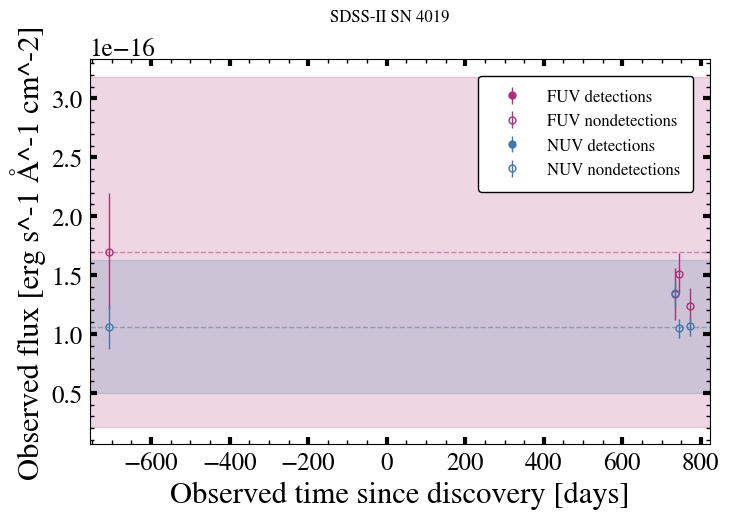 SDSS-II SN 4019
1e−16
Observed flux [erg s^-1 Å^-1 cm^-2]
3.0
2.5
2.0
1.5
1.0
0.5
FUV detections
FUV nondetections
NUV detections
NUV nondetections
−600 −400 −200 0 200 400 600 800
Observed time since discovery [days]